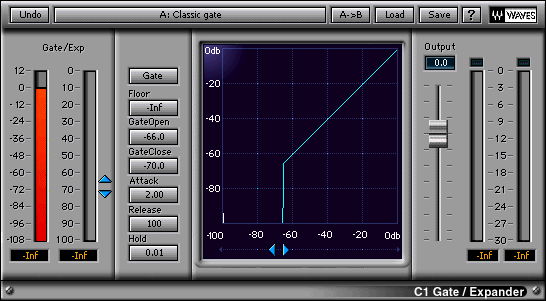 Undo A: Classic gate A->B Load Save ? WAVES
Gate/Exp
12 0
0 10
-12 20
-24 30
-36 40
-48 50
-60 60
-72 70
-84 80
-96 90
-108 100
-Inf -Inf
Gate
Floor
-Inf
GateOpen
-66.0
GateClose
-70.0
Attack
2.00
Release
100
Hold
0.01
0db
-20
-40
-60
-80
-100 -80 -60 -40 -20 0db
Output
0.0
0
3
6
9
12
15
18
21
24
27
30
-Inf -Inf
C1 Gate / Expander